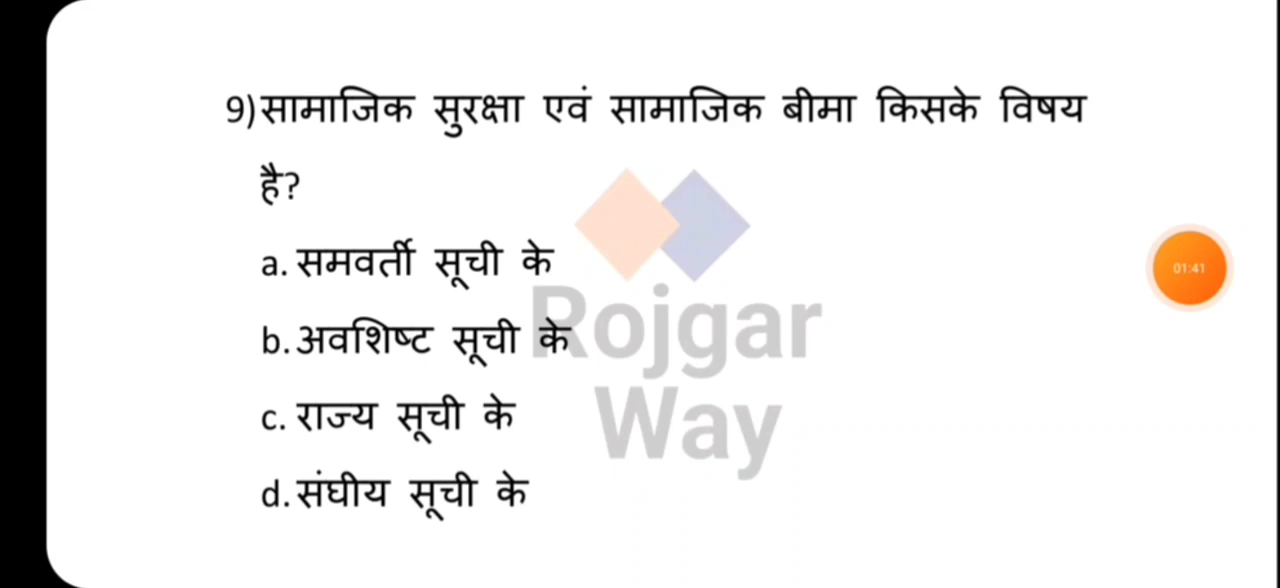 9)सामाजिक सुरक्षा एवं सामाजिक बीमा किसके विषय
है?
a. समवर्ती सूची के
b.अवशिष्ट सूची के
c. राज्य सूची के
d.संघीय सूची के
Rojgar
Way
01:41